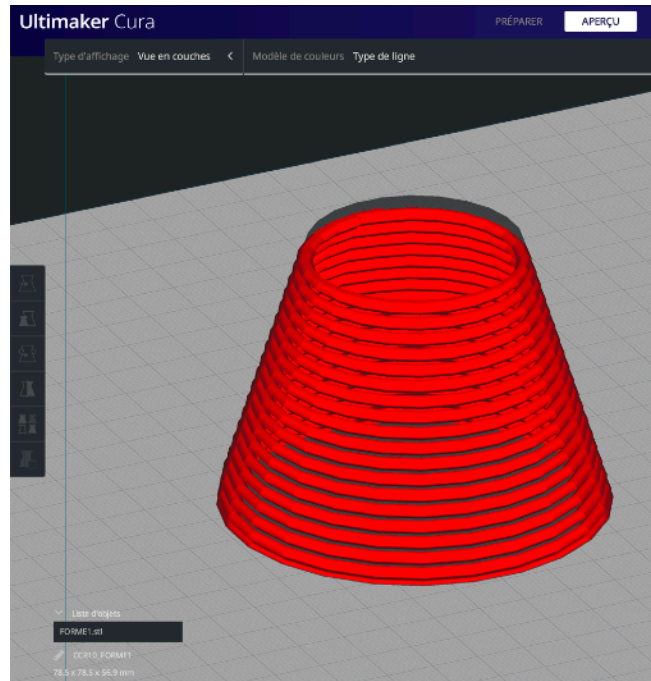 Ultimaker Cura
PRÉPARER
APERÇU
Type d'affichage Vue en couches
Modèle de couleurs Type de ligne
Liste d'objets
FORME1.stl
CCR10_FORME1
78.5 x 78.5 x 56.9 mm